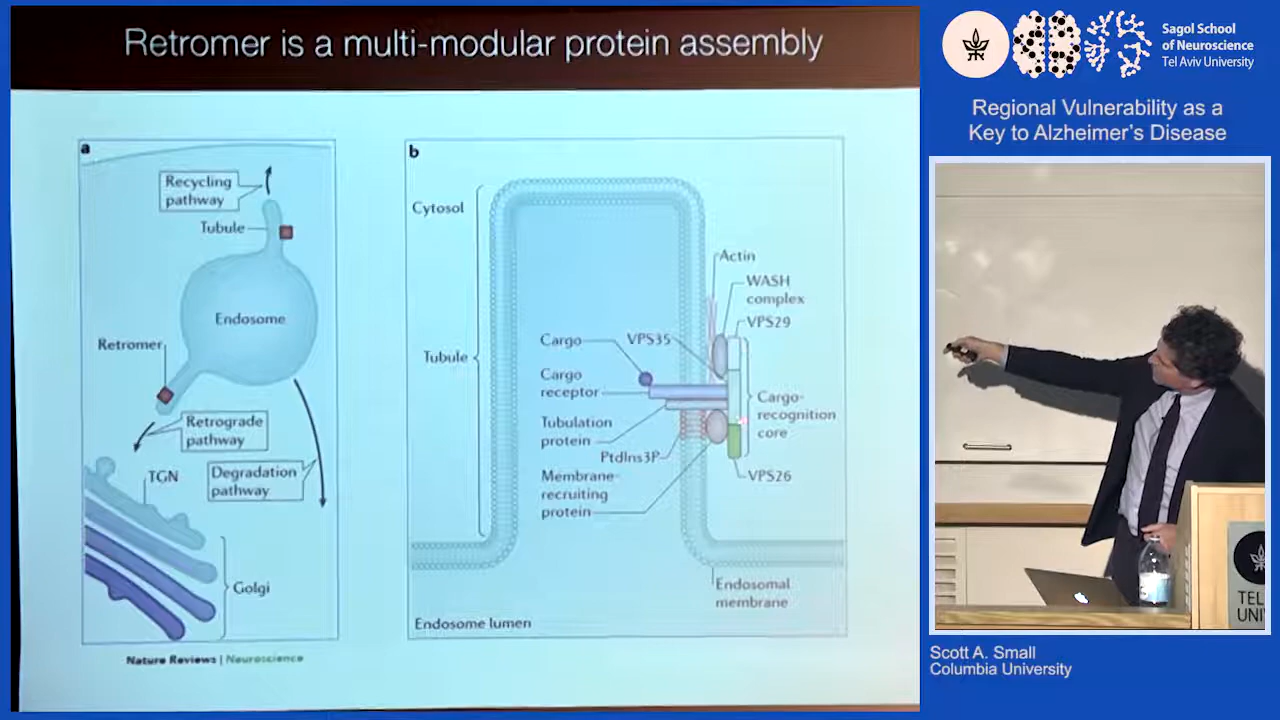 Retromer is a multi-modular protein assembly
a
Recycling
pathway
Tubule
Endosome
Retromer
Retrograde
pathway
TGN
Degradation
pathway
Golgi
Nature Reviews | Neuroscience
b
Cytosol
Actin
WASH
complex
VPS29
Cargo
VPS35
Tubule
Cargo
receptor
Cargo-
recognition
core
Tubulation
protein
PtdIns3P
Membrane-
recruiting
protein
VPS26
Endosomal
membrane
Endosome lumen
Sagol School
of Neuroscience
Tel Aviv University
Regional Vulnerability as a
Key to Alzheimer's Disease
TEL
UNI
Scott A. Small
Columbia University